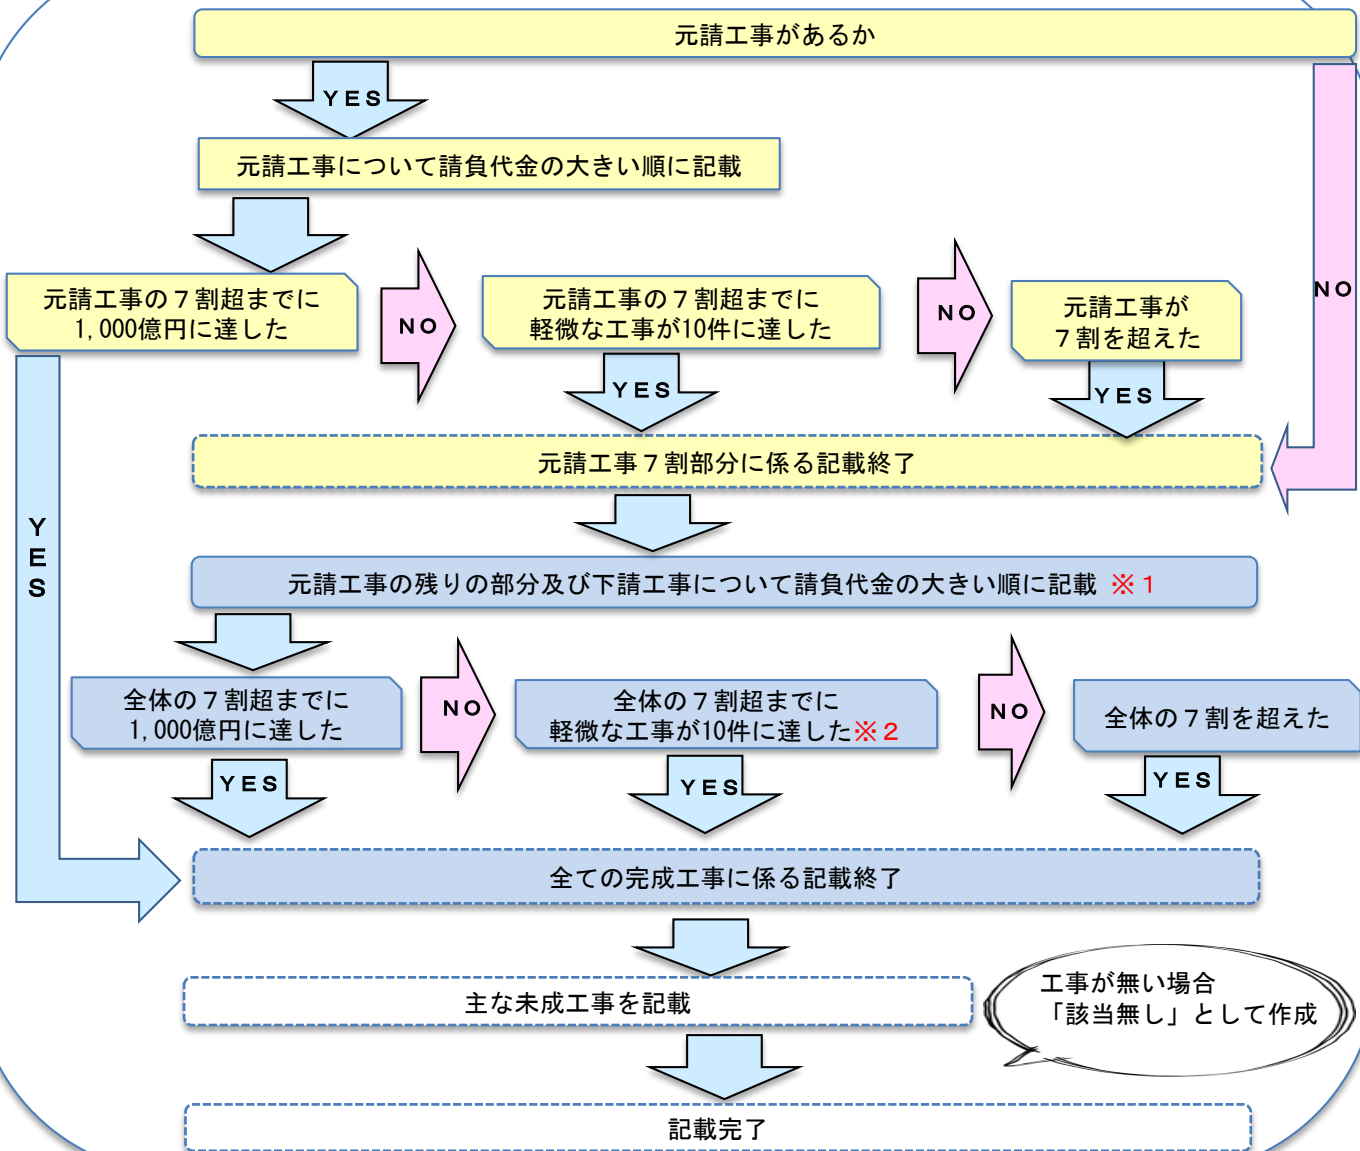 元請工事があるか
YES
元請工事について請負代金の大きい順に記載
元請工事の７割超までに
1,000億円に達した
NO
元請工事の７割超までに
軽微な工事が10件に達した
NO
元請工事が
７割を超えた
NO
YES
YES
元請工事７割部分に係る記載終了
YES
元請工事の残りの部分及び下請工事について請負代金の大きい順に記載 ※１
全体の７割超までに
1,000億円に達した
NO
全体の７割超までに
軽微な工事が10件に達した※２
NO
全体の７割を超えた
YES
YES
YES
全ての完成工事に係る記載終了
主な未成工事を記載
工事が無い場合
「該当無し」として作成
記載完了